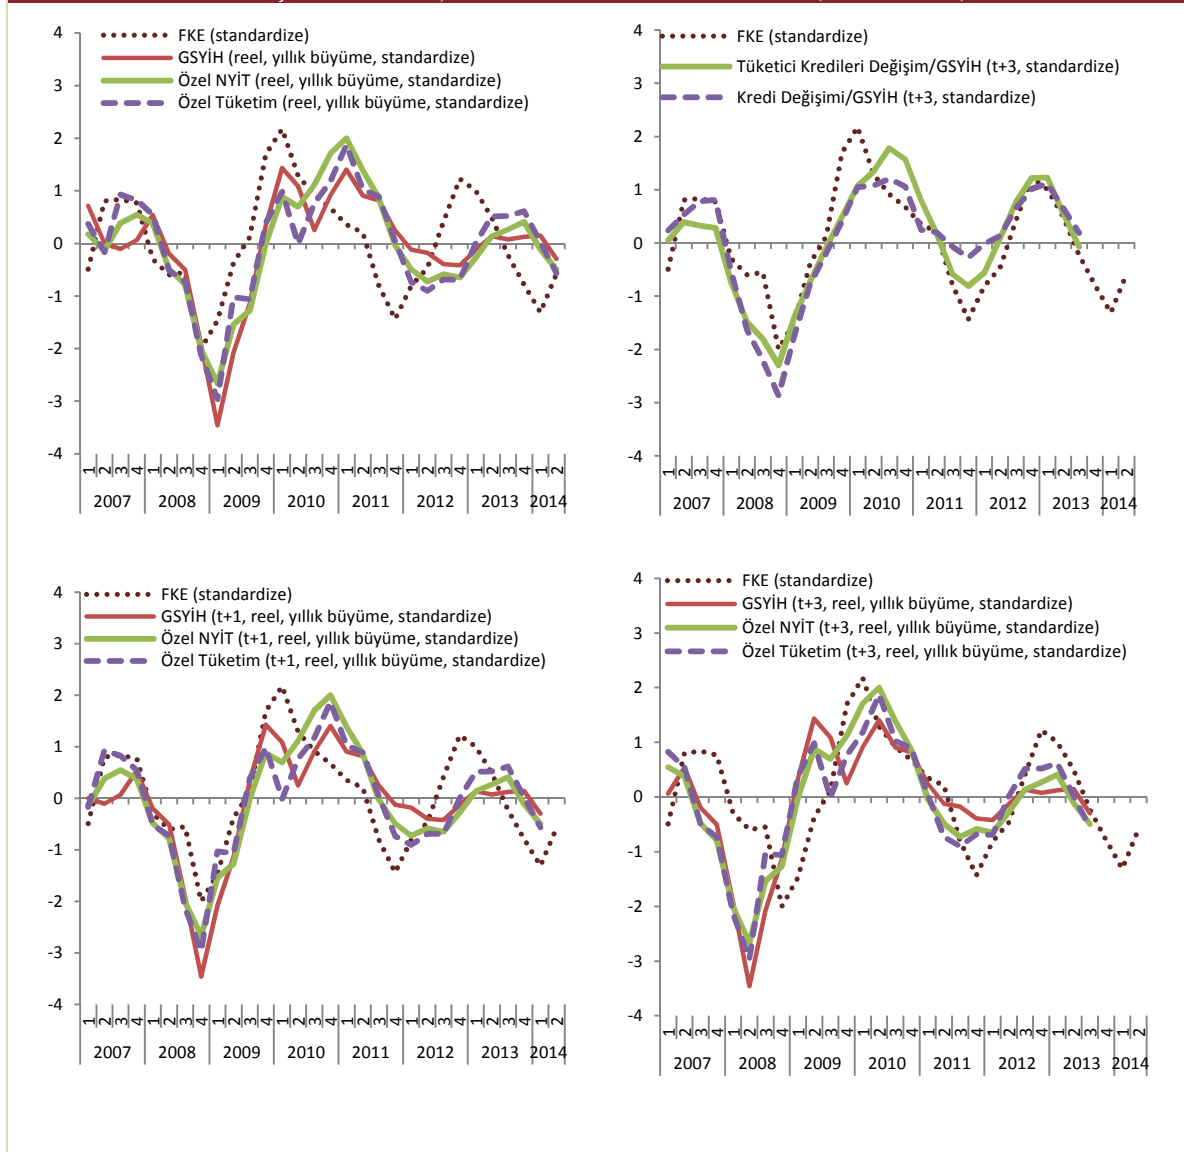 FKE (standardize)
GSYİH (reel, yıllık büyüme, standardize)
Özel NYİT (reel, yıllık büyüme, standardize)
Özel Tüketim (reel, yıllık büyüme, standardize)
4
3
2
1
0
-1
-2
-3
-4
1 2 3 4 1 2 3 4 1 2 3 4 1 2 3 4 1 2 3 4 1 2 3 4 1 2 3 4 1 2
2007 2008 2009 2010 2011 2012 2013 2014
FKE (standardize)
Tüketici Kredileri Değişim/GSYİH (t+3, standardize)
Kredi Değişimi/GSYİH (t+3, standardize)
4
3
2
1
0
-1
-2
-3
-4
1 2 3 4 1 2 3 4 1 2 3 4 1 2 3 4 1 2 3 4 1 2 3 4 1 2 3 4 1 2
2007 2008 2009 2010 2011 2012 2013 2014
FKE (standardize)
GSYİH (t+1, reel, yıllık büyüme, standardize)
Özel NYİT (t+1, reel, yıllık büyüme, standardize)
Özel Tüketim (t+1, reel, yıllık büyüme, standardize)
4
3
2
1
0
-1
-2
-3
-4
1 2 3 4 1 2 3 4 1 2 3 4 1 2 3 4 1 2 3 4 1 2 3 4 1 2 3 4 1 2
2007 2008 2009 2010 2011 2012 2013 2014
FKE (standardize)
GSYİH (t+3, reel, yıllık büyüme, standardize)
Özel NYİT (t+3, reel, yıllık büyüme, standardize)
Özel Tüketim (t+3, reel, yıllık büyüme, standardize)
4
3
2
1
0
-1
-2
-3
-4
1 2 3 4 1 2 3 4 1 2 3 4 1 2 3 4 1 2 3 4 1 2 3 4 1 2 3 4 1 2
2007 2008 2009 2010 2011 2012 2013 2014